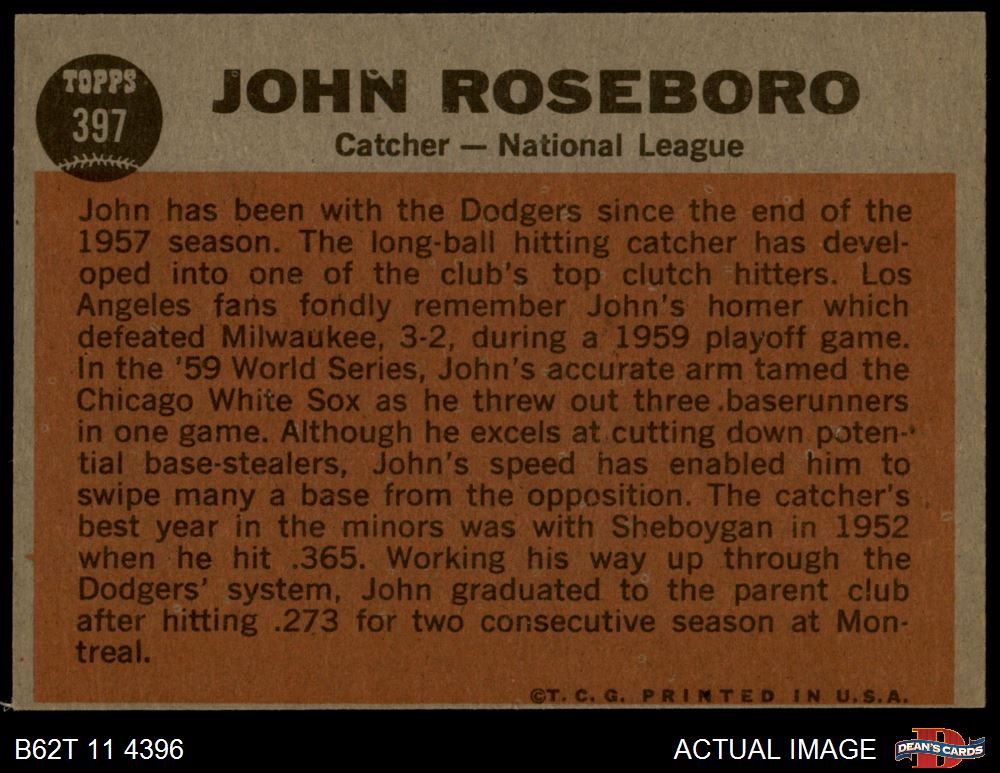 TOPPS
397
JOHN ROSEBORO
Catcher — National League
John has been with the Dodgers since the end of the
1957 season. The long-ball hitting catcher has devel-
oped into one of the club's top clutch hitters. Los
Angeles fans fondly remember John's homer which
defeated Milwaukee, 3-2, during a 1959 playoff game.
In the '59 World Series, John's accurate arm tamed the
Chicago White Sox as he threw out three baserunners
in one game. Although he excels at cutting down poten-
tial base-stealers, John's speed has enabled him to
swipe many a base from the opposition. The catcher's
best year in the minors was with Sheboygan in 1952
when he hit .365. Working his way up through the
Dodgers' system, John graduated to the parent club
after hitting .273 for two consecutive season at Mon-
treal.
©T. C. G. PRINTED IN U.S.A.
B62T 11 4396
ACTUAL IMAGE
DEAN'S CARDS